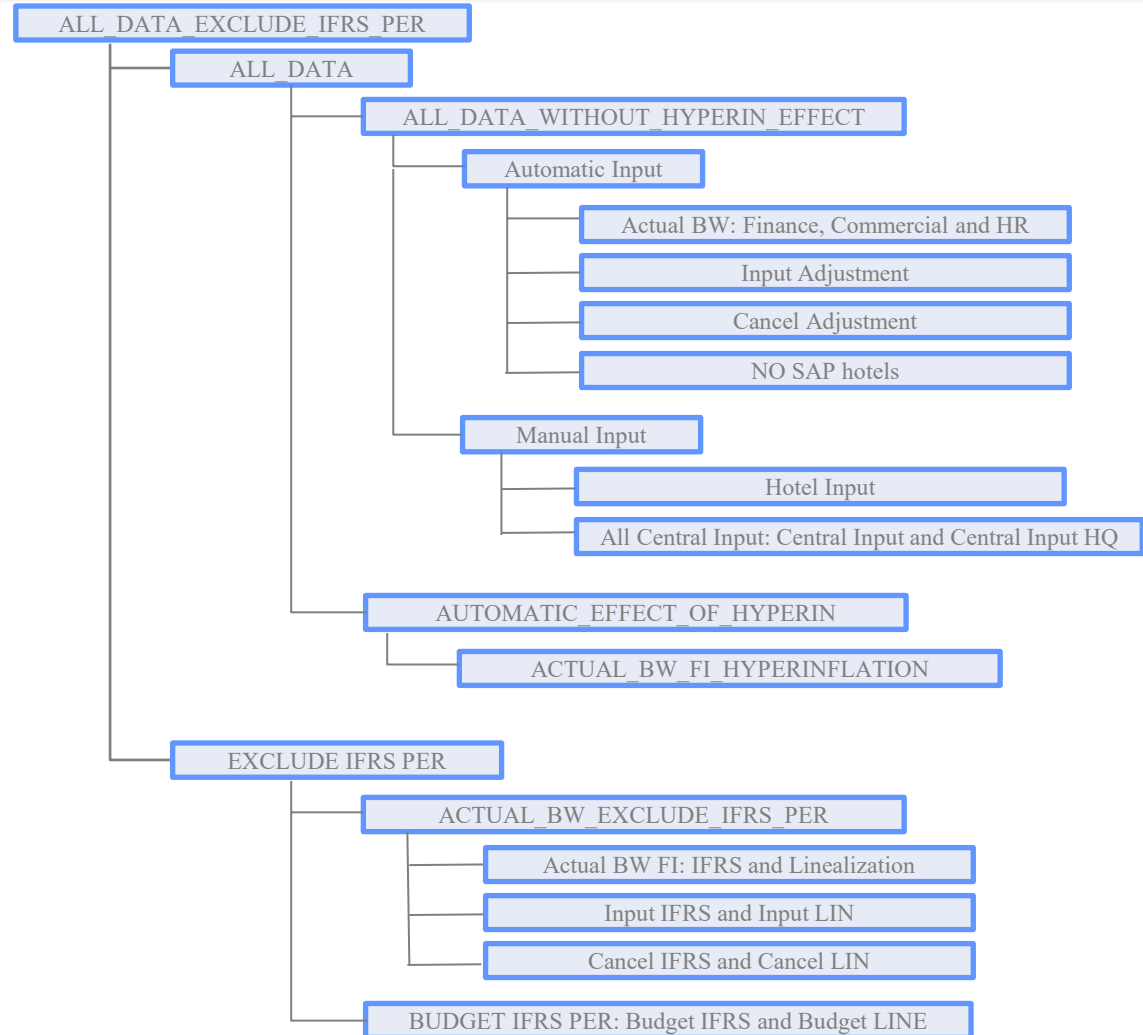 ALL_DATA_EXCLUDE_IFRS_PER
ALL_DATA
ALL_DATA_WITHOUT_HYPERIN_EFFECT
Automatic Input
Actual BW: Finance, Commercial and HR
Input Adjustment
Cancel Adjustment
NO SAP hotels
Manual Input
Hotel Input
All Central Input: Central Input and Central Input HQ
AUTOMATIC_EFFECT_OF_HYPERIN
ACTUAL_BW_FI_HYPERINFLATION
EXCLUDE IFRS PER
ACTUAL_BW_EXCLUDE_IFRS_PER
Actual BW FI: IFRS and Linealization
Input IFRS and Input LIN
Cancel IFRS and Cancel LIN
BUDGET IFRS PER: Budget IFRS and Budget LINE